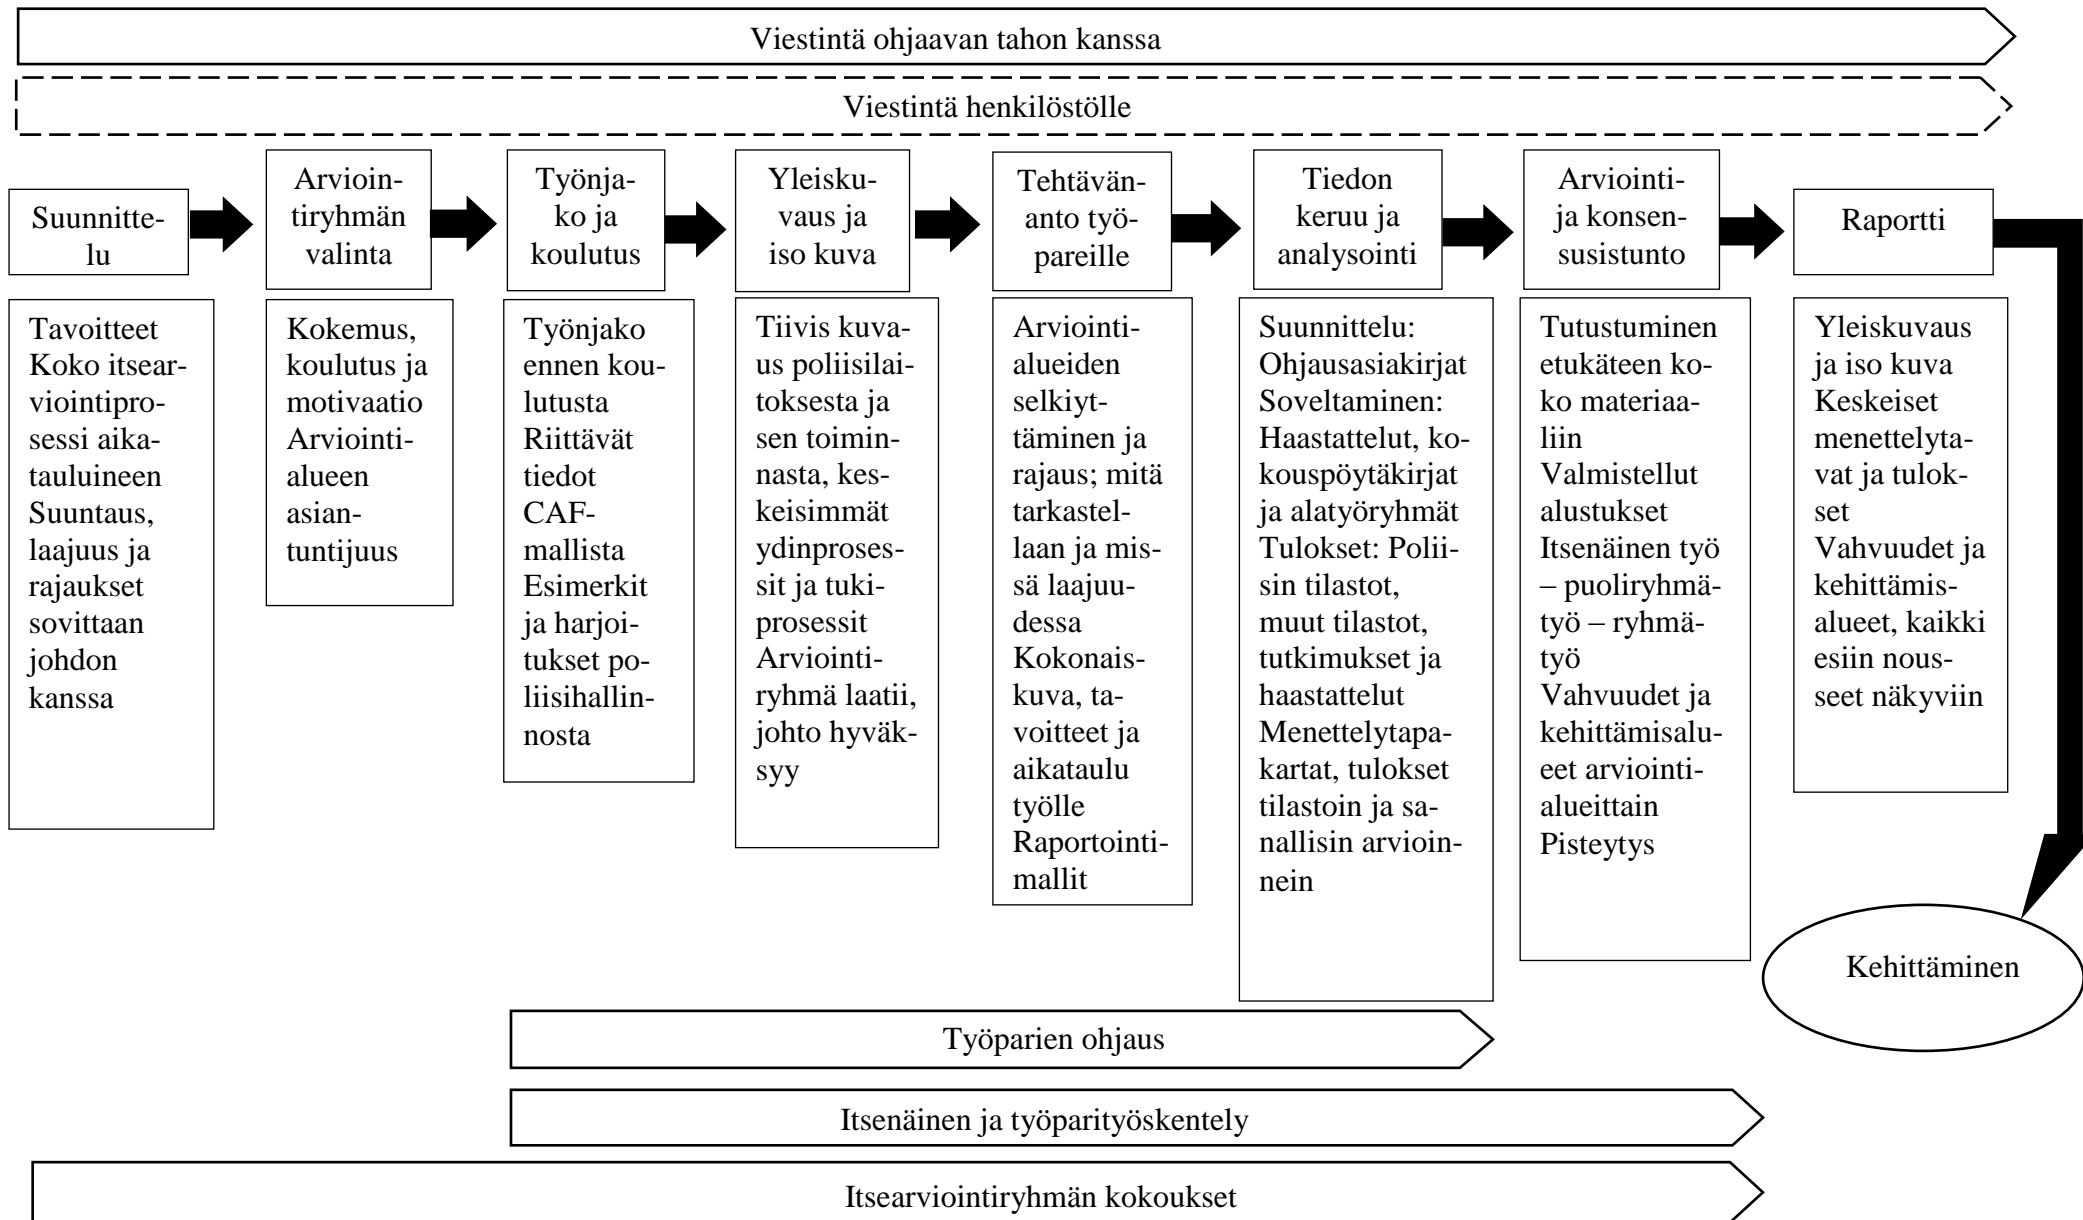 Viestintä ohjaavan tahon kanssa
Viestintä henkilöstölle
Suunnitte-
lu
Arvioin-
tiryhmän
valinta
Työnja-
ko ja
koulutus
Yleisku-
vaus ja
iso kuva
Tehtävän-
anto työ-
pareille
Tiedon
keruu ja
analysointi
Arviointi-
ja konsen-
susistunto
Raportti
Tavoitteet
Koko itsear-
viointipro-
sessi aika-
tauluineen
Suuntaus,
laajuus ja
rajaukset
sovittaan
johdon
kanssa
Kokemus,
koulutus ja
motivaatio
Arviointi-
alueen
asian-
tuntijuus
Työnjako
ennen kou-
lutusta
Riittävät
tiedot
CAF-
mallista
Esimerkit
ja harjoi-
tukset po-
liisihallin-
nosta
Tiivis kuva-
us poliisilai-
toksesta ja
sen toimin-
nasta, kes-
keisimmät
ydinproses-
sit ja tuki-
prosessit
Arviointi-
ryhmä laatii,
johto hyväk-
syy
Arviointi-
alueiden
selkiyt-
täminen ja
rajaus; mitä
tarkastel-
laan ja mis-
sä laajuu-
dessa
Kokonais-
kuva, ta-
voitteet ja
aikataulu
työlle
Raportointi-
mallit
Suunnittelu:
Ohjausasiakirjat
Soveltaminen:
Haastattelut, ko-
kouspöytäkirjat
ja alatyöryhmät
Tulokset: Polii-
sin tilastot,
muut tilastot,
tutkimukset ja
haastattelut
Menettelytapa-
kartat, tulokset
tilastoin ja sa-
nallisin arvioin-
nein
Tutustuminen
etukäteen ko-
ko materiaa-
liin
Valmistellut
alustukset
Itsenäinen työ
– puoliryhmä-
työ – ryhmä-
työ
Vahvuudet ja
kehittämisalu-
eet arviointi-
alueittain
Pisteytys
Yleiskuvaus
ja iso kuva
Keskeiset
menettelyta-
vat ja tulok-
set
Vahvuudet ja
kehittämis-
alueet, kaikki
esiin nous-
seet näkyviin
Kehittäminen
Työparien ohjaus
Itsenäinen ja työparityöskentely
Itsearviointiryhmän kokoukset